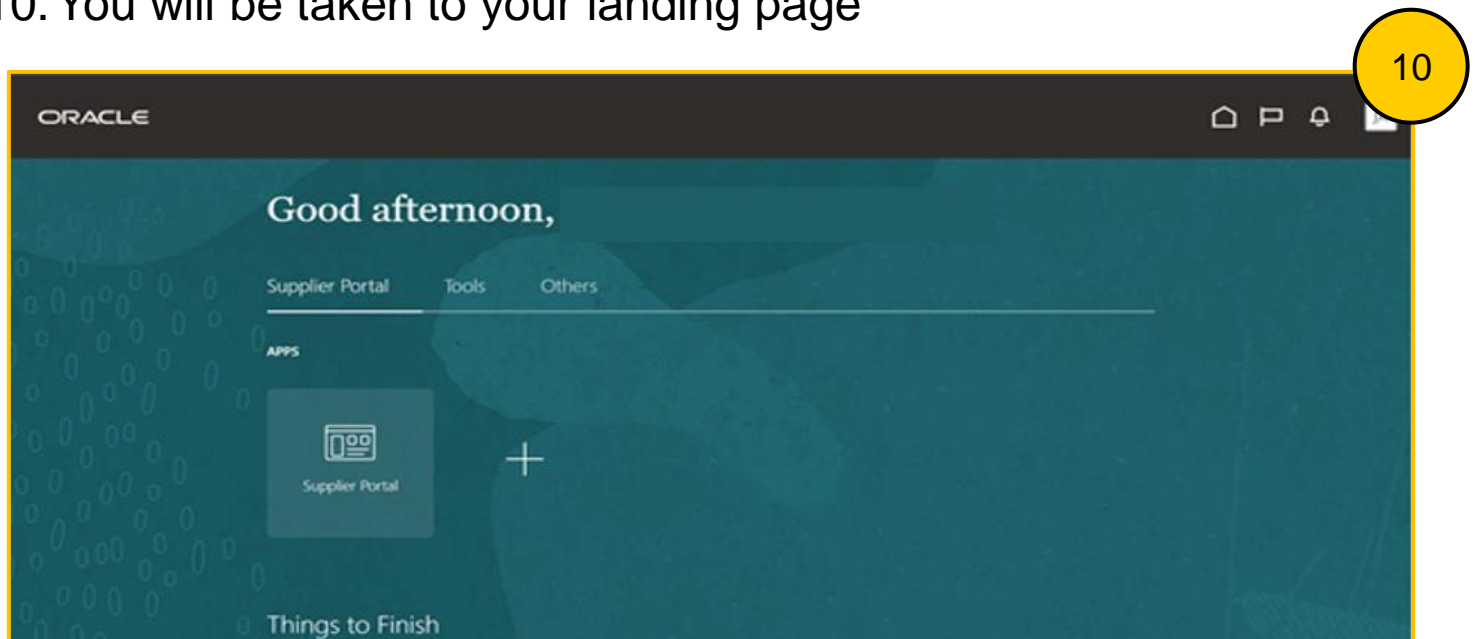 10. You will be taken to your landing page
10
ORACLE
Good afternoon,
Supplier Portal Tools Others
APPS
Supplier Portal
Things to Finish